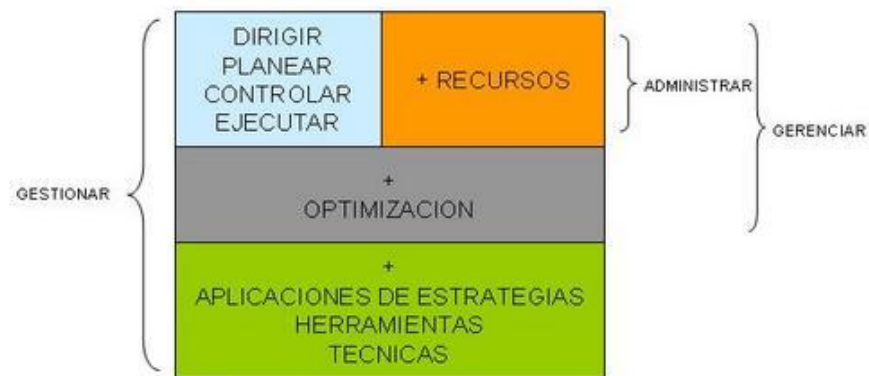 DIRIGIR
PLANEAR
CONTROLAR
EJECUTAR
+ RECURSOS
ADMINISTRAR
GERENCIAR
GESTIONAR
+
OPTIMIZACION
+
APLICACIONES DE ESTRATEGIAS
HERRAMIENTAS
TECNICAS